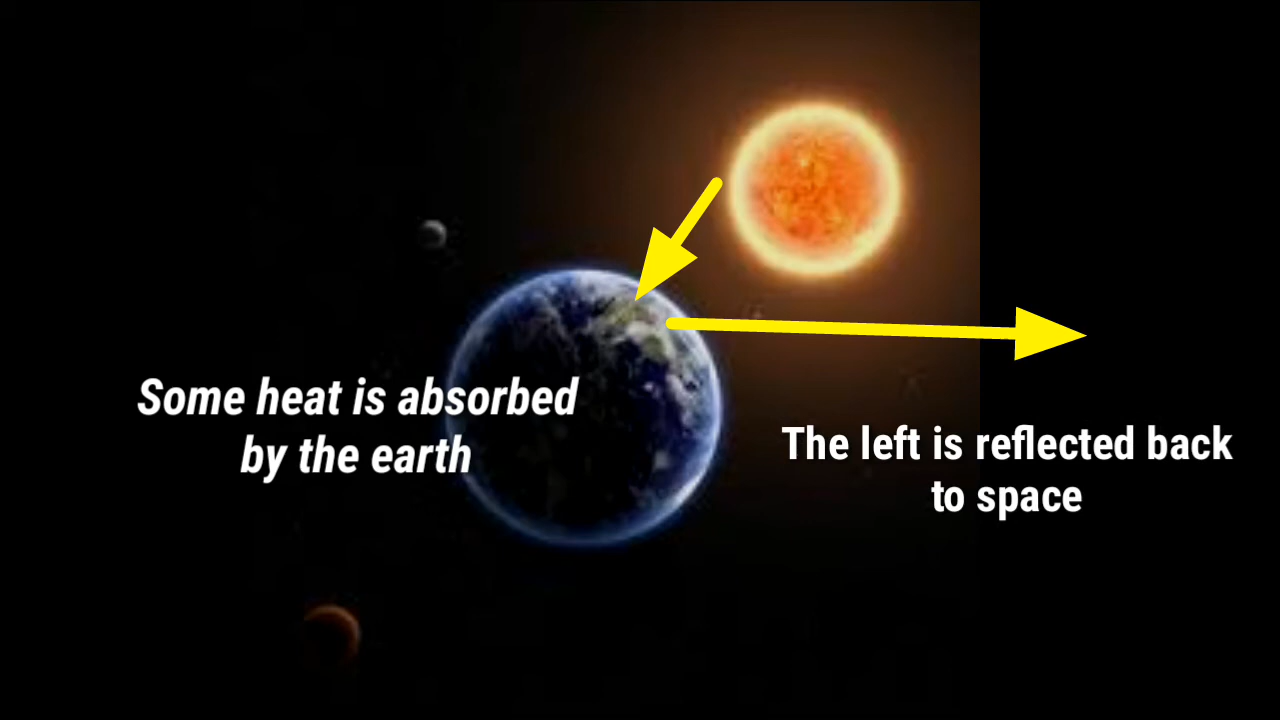 Some heat is absorbed
by the earth
The left is reflected back
to space